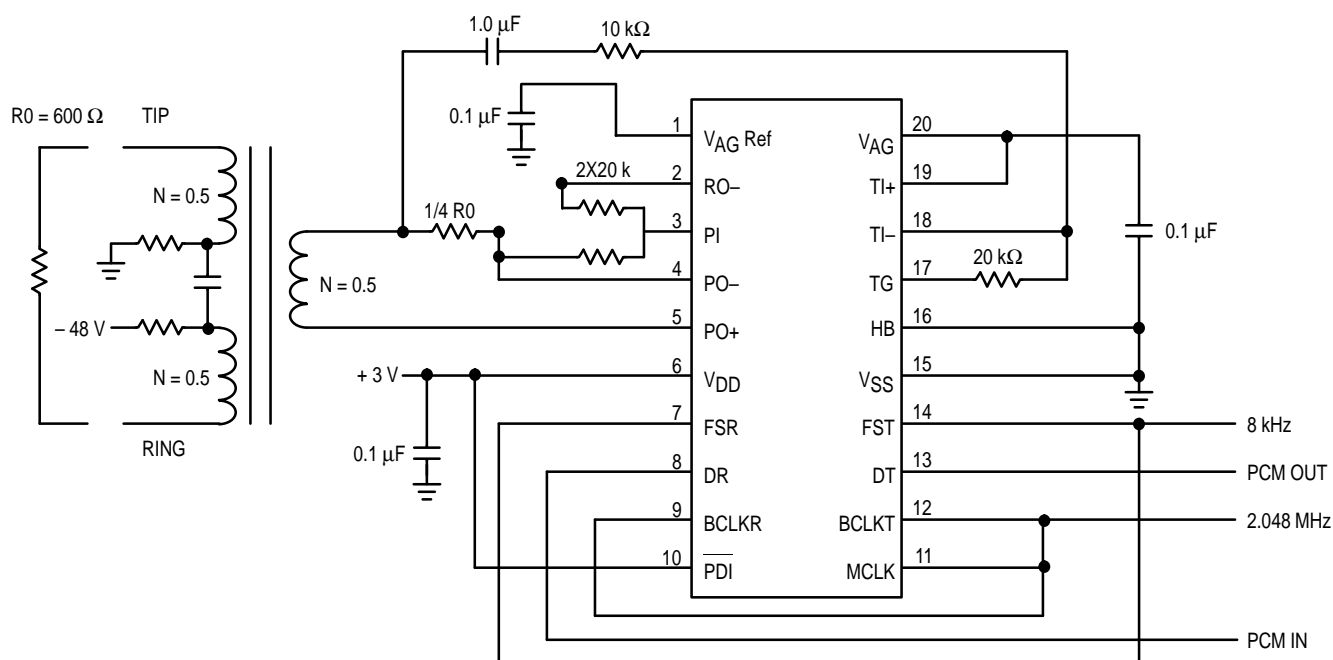 1.0 μF
10 kΩ
R0 = 600 Ω
TIP
0.1 μF
N = 0.5
– 48 V
N = 0.5
RING
N = 0.5
1/4 R0
2X20 k
+ 3 V
0.1 μF
1 VAG Ref
2 RO–
3 PI
4 PO–
5 PO+
6 VDD
7 FSR
8 DR
9 BCLKR
10 PDI
VAG 20
TI+ 19
TI– 18
TG 17
HB 16
VSS 15
FST 14
DT 13
BCLKT 12
MCLK 11
20 kΩ
0.1 μF
8 kHz
PCM OUT
2.048 MHz
PCM IN